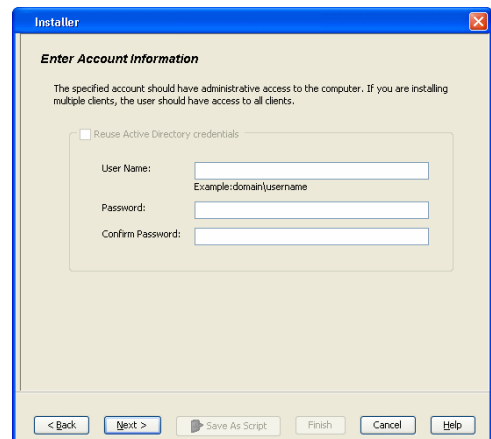 Installer
Enter Account Information
The specified account should have administrative access to the computer. If you are installing
multiple clients, the user should have access to all clients.
Reuse Active Directory credentials
User Name:
Example:domain\username
Password:
Confirm Password:
< Back Next > Save As Script Finish Cancel Help